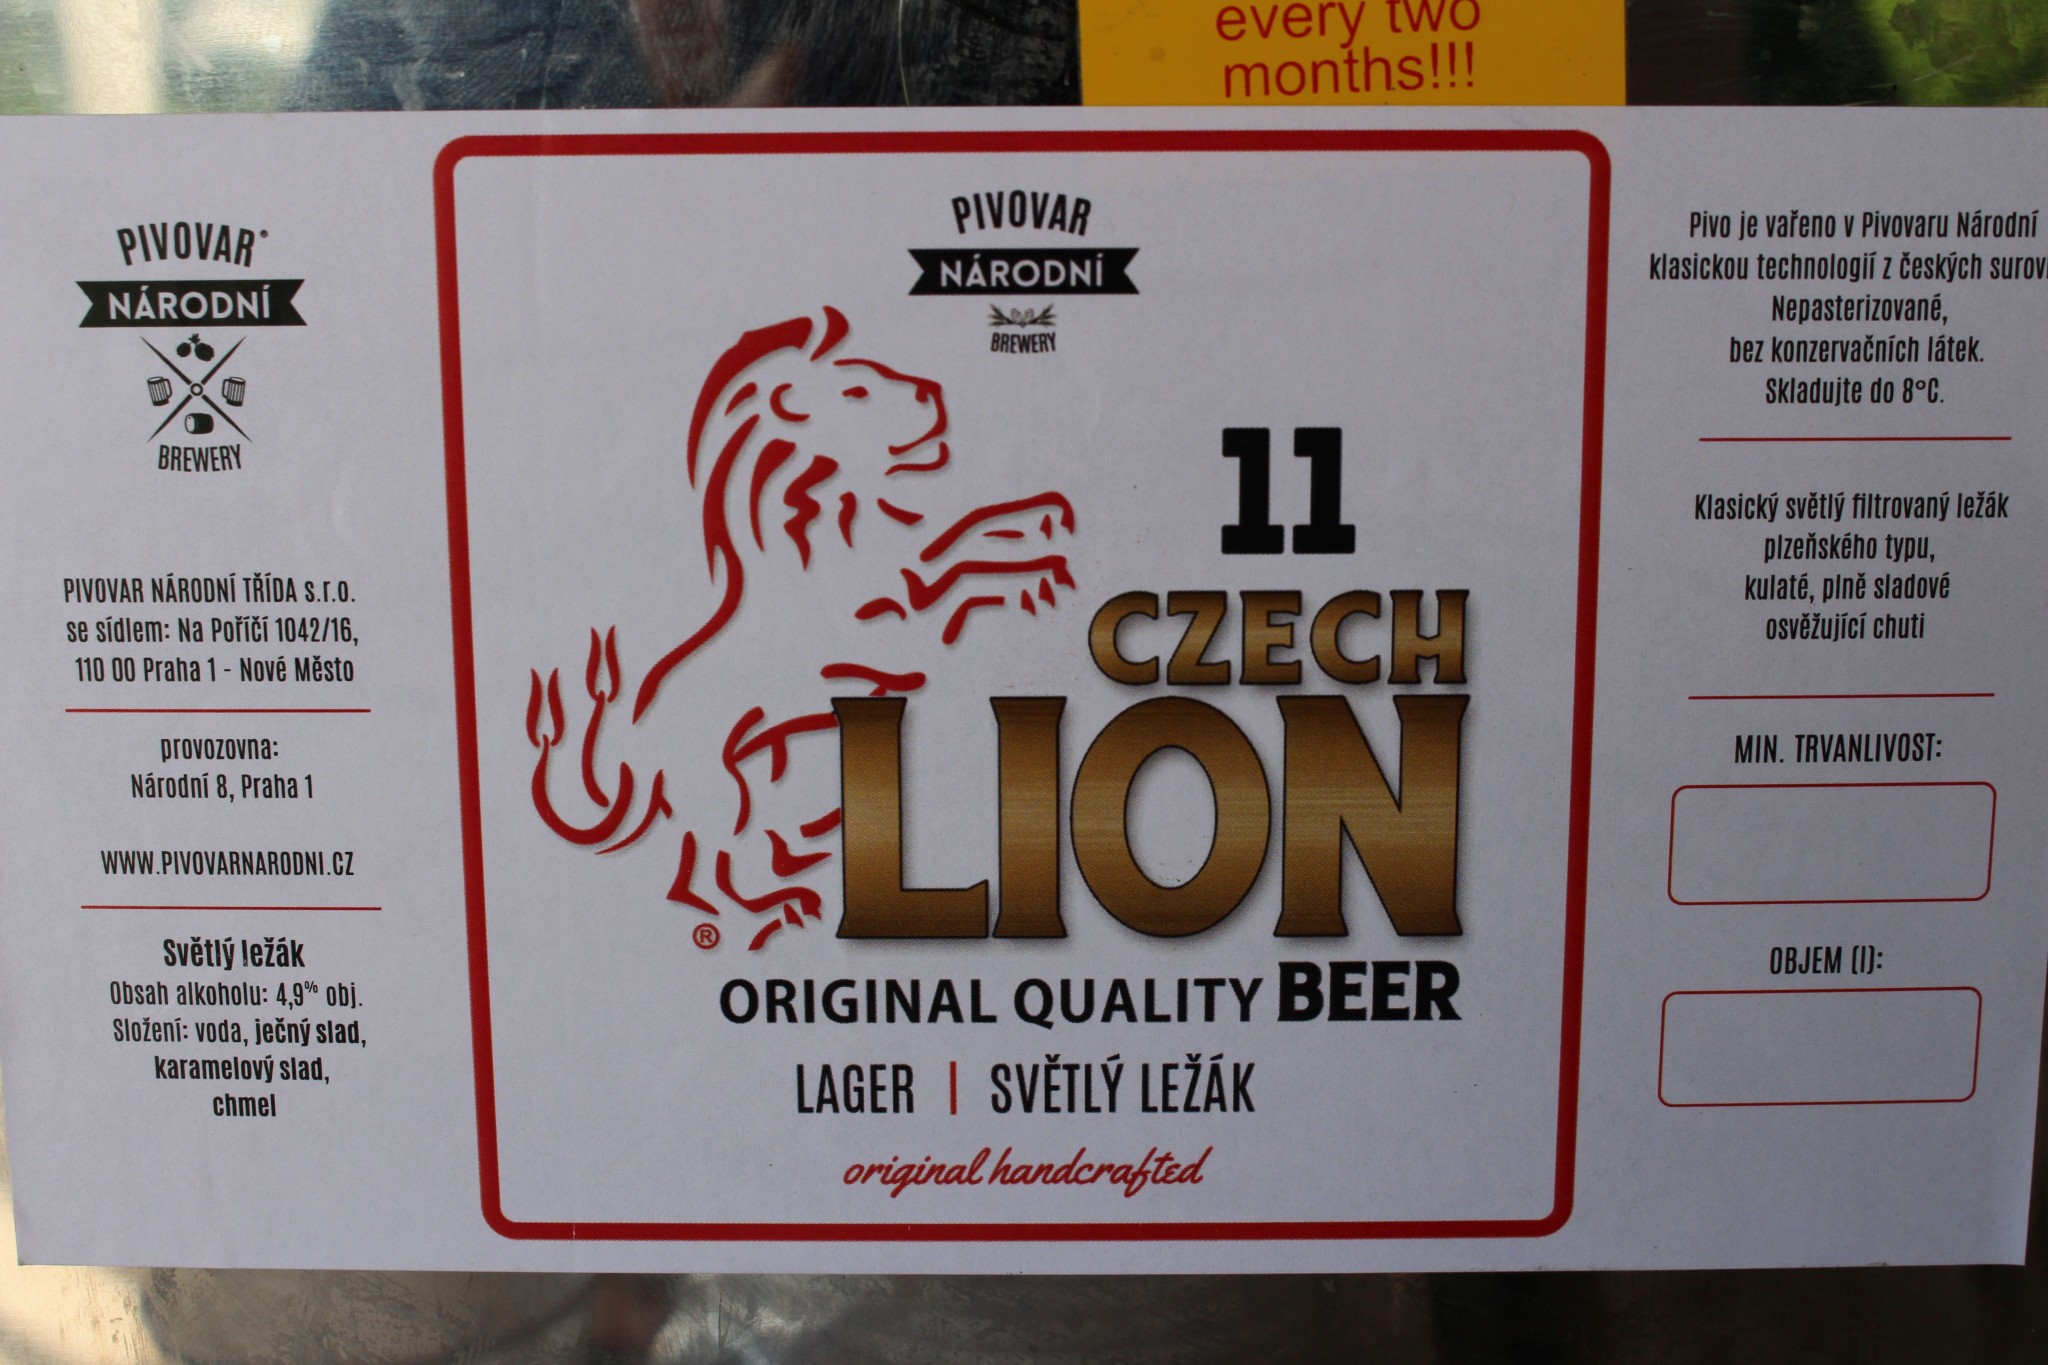 every two
months!!!
PIVOVAR®
NÁRODNÍ
BREWERY
PIVOVAR NÁRODNÍ TŘÍDA s.r.o.
se sídlem: Na Poříčí 1042/16,
110 00 Praha 1 - Nové Město
provozovna:
Národní 8, Praha 1
WWW.PIVOVARNARODNI.CZ
Světlý ležák
Obsah alkoholu: 4,9% obj.
Složení: voda, ječný slad,
karamelový slad,
chmel
PIVOVAR
NÁRODNÍ
BREWERY
11
CZECH
LION
®
ORIGINAL QUALITY BEER
LAGER | SVĚTLÝ LEŽÁK
original handcrafted
Pivo je vařeno v Pivovaru Národní
klasickou technologií z českých surov
Nepasterizované,
bez konzervačních látek.
Skladujte do 8°C.
Klasický světlý filtrovaný ležák
plzeňského typu,
kulaté, plně sladové
osvěžující chuti
MIN. TRVANLIVOST:
OBJEM (l):